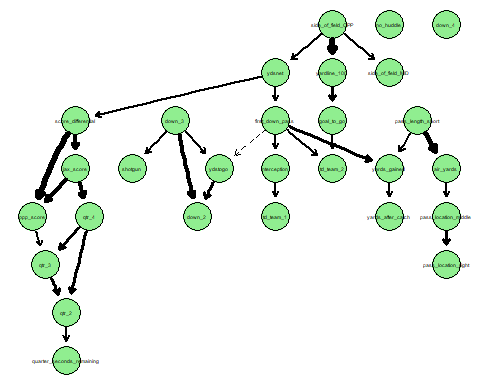 side_of_field_OPP
no_huddle
down_4
ydsnet
yardline_100
side_of_field_MID
score_differential
down_3
first_down_pass
goal_to_go
pass_length_short
pos_score
shotgun
ydstogo
interception
td_team_2
yards_gained
air_yards
opp_score
qtr_4
down_2
td_team_1
yards_after_catch
pass_location_middle
qtr_3
pass_location_right
qtr_2
quarter_seconds_remaining